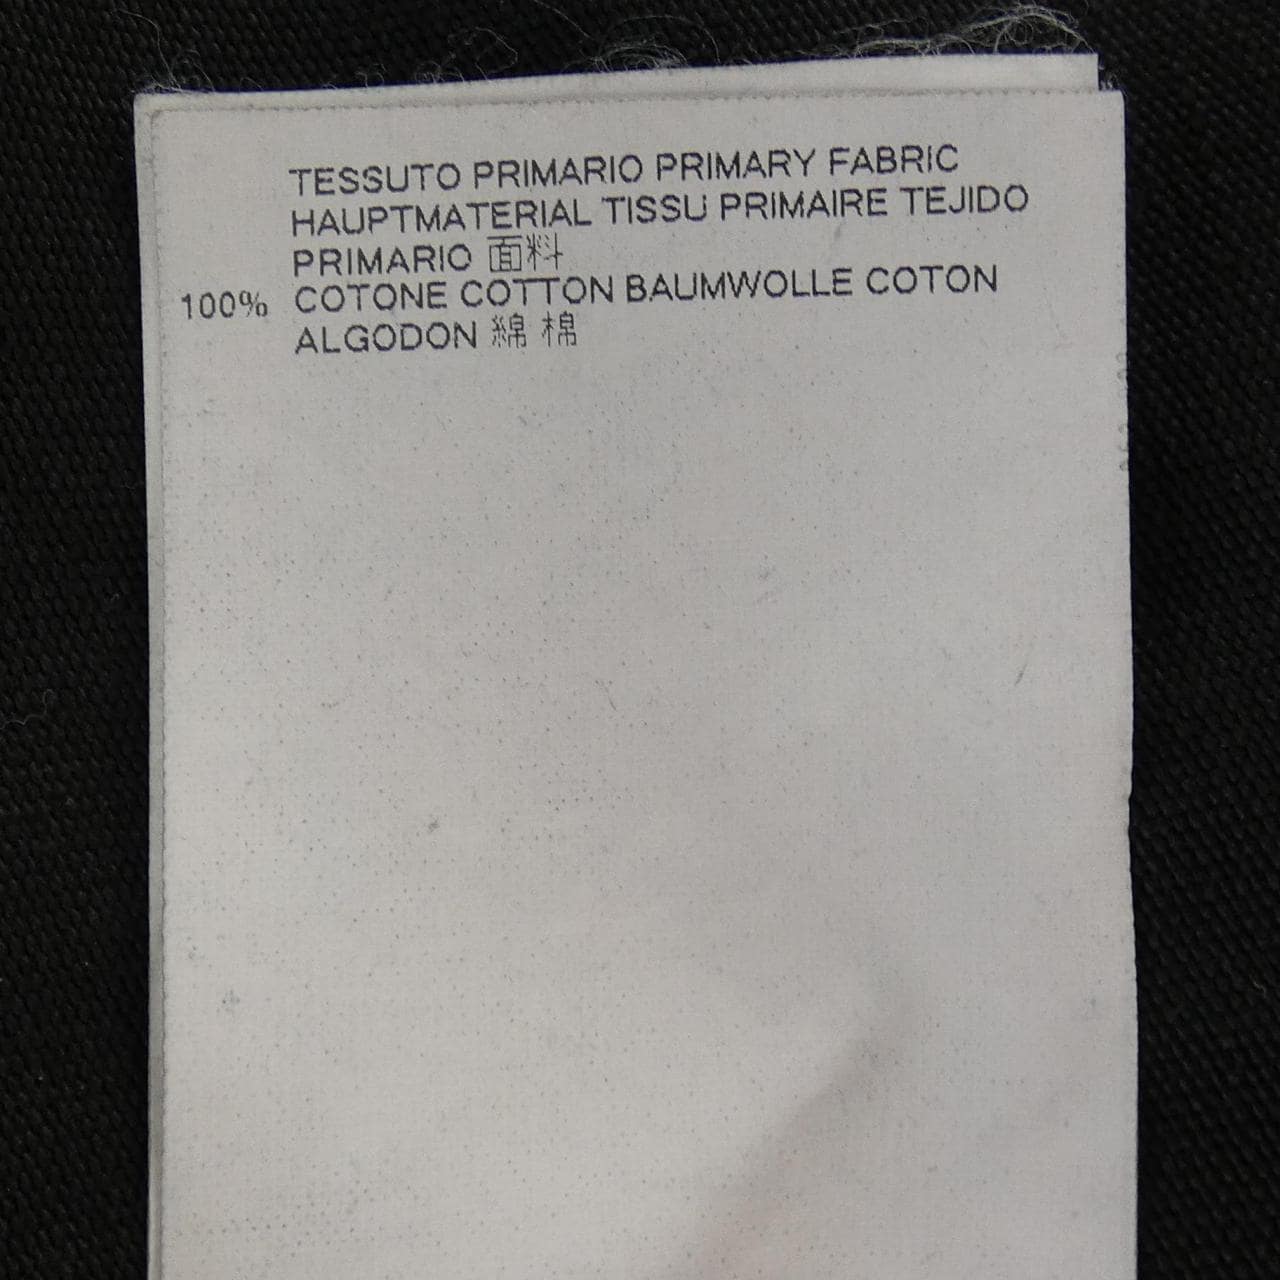 TESSUTO PRIMARIO PRIMARY FABRIC
HAUPTMATERIAL TISSU PRIMAIRE TEJIDO
PRIMARIO 面料
100% COTONE COTTON BAUMWOLLE COTON
ALGODON 綿 棉